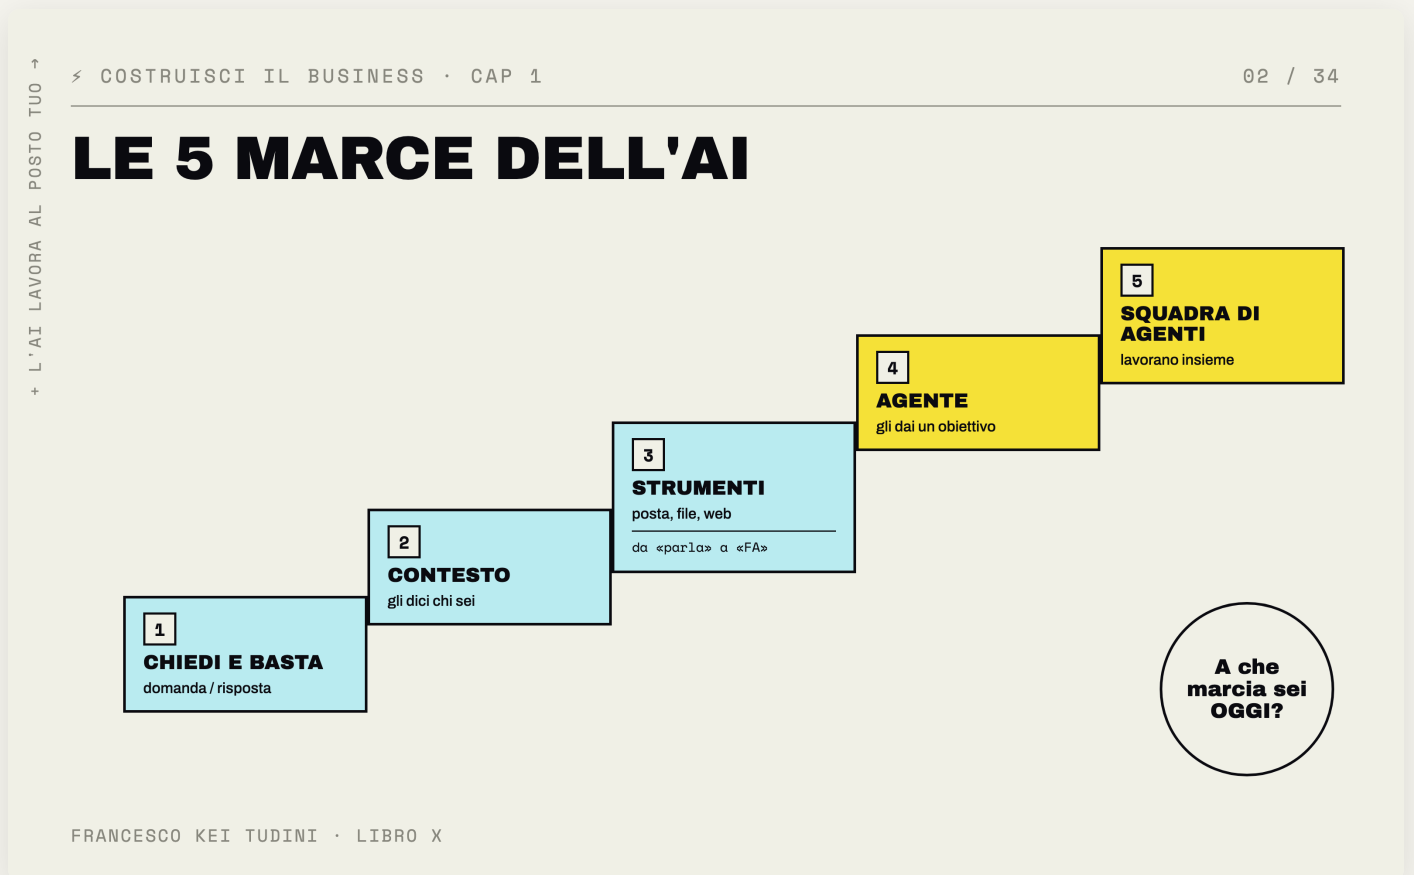 ⚡ COSTRUISCI IL BUSINESS · CAP 1
02 / 34
+ L'AI LAVORA AL POSTO TUO →
LE 5 MARCE DELL'AI
1
CHIEDI E BASTA
domanda / risposta
2
CONTESTO
gli dici chi sei
3
STRUMENTI
posta, file, web
da «parla» a «FA»
4
AGENTE
gli dai un obiettivo
5
SQUADRA DI
AGENTI
lavorano insieme
A che
marcia sei
OGGI?
FRANCESCO KEI TUDINI · LIBRO X